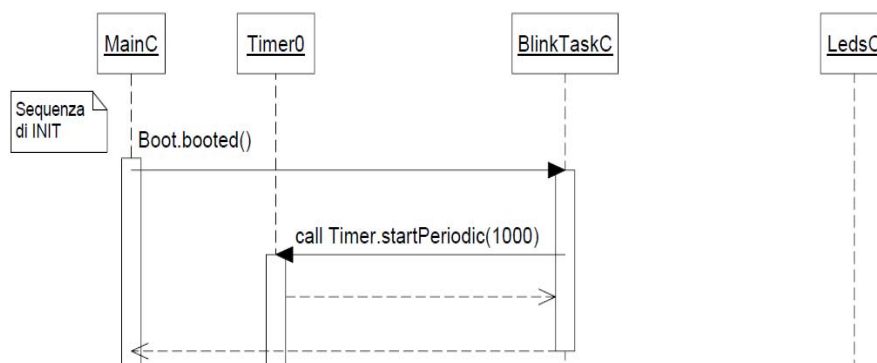 MainC
Timer0
BlinkTaskC
LedsC
Sequenza
di INIT
Boot.booted()
call Timer.startPeriodic(1000)